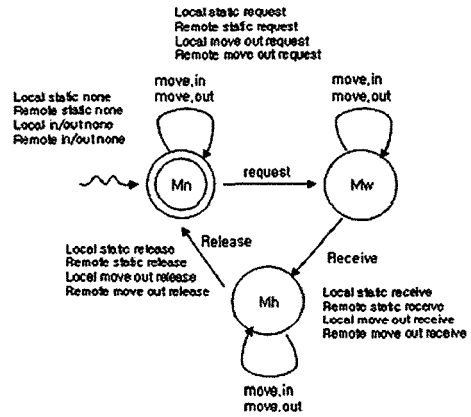 Local static request
Remote static request
Local move out request
Remote move out request
move,in
move,out
move,in
move,out
Local static none
Remote static none
Local in/out none
Remote in/out none
Mn
request
Mw
Release
Receive
Local static release
Remote static release
Local move out release
Remote move out release
Mh
Local static receive
Remote static receive
Local move out receive
Remote move out receive
move,in
move,out